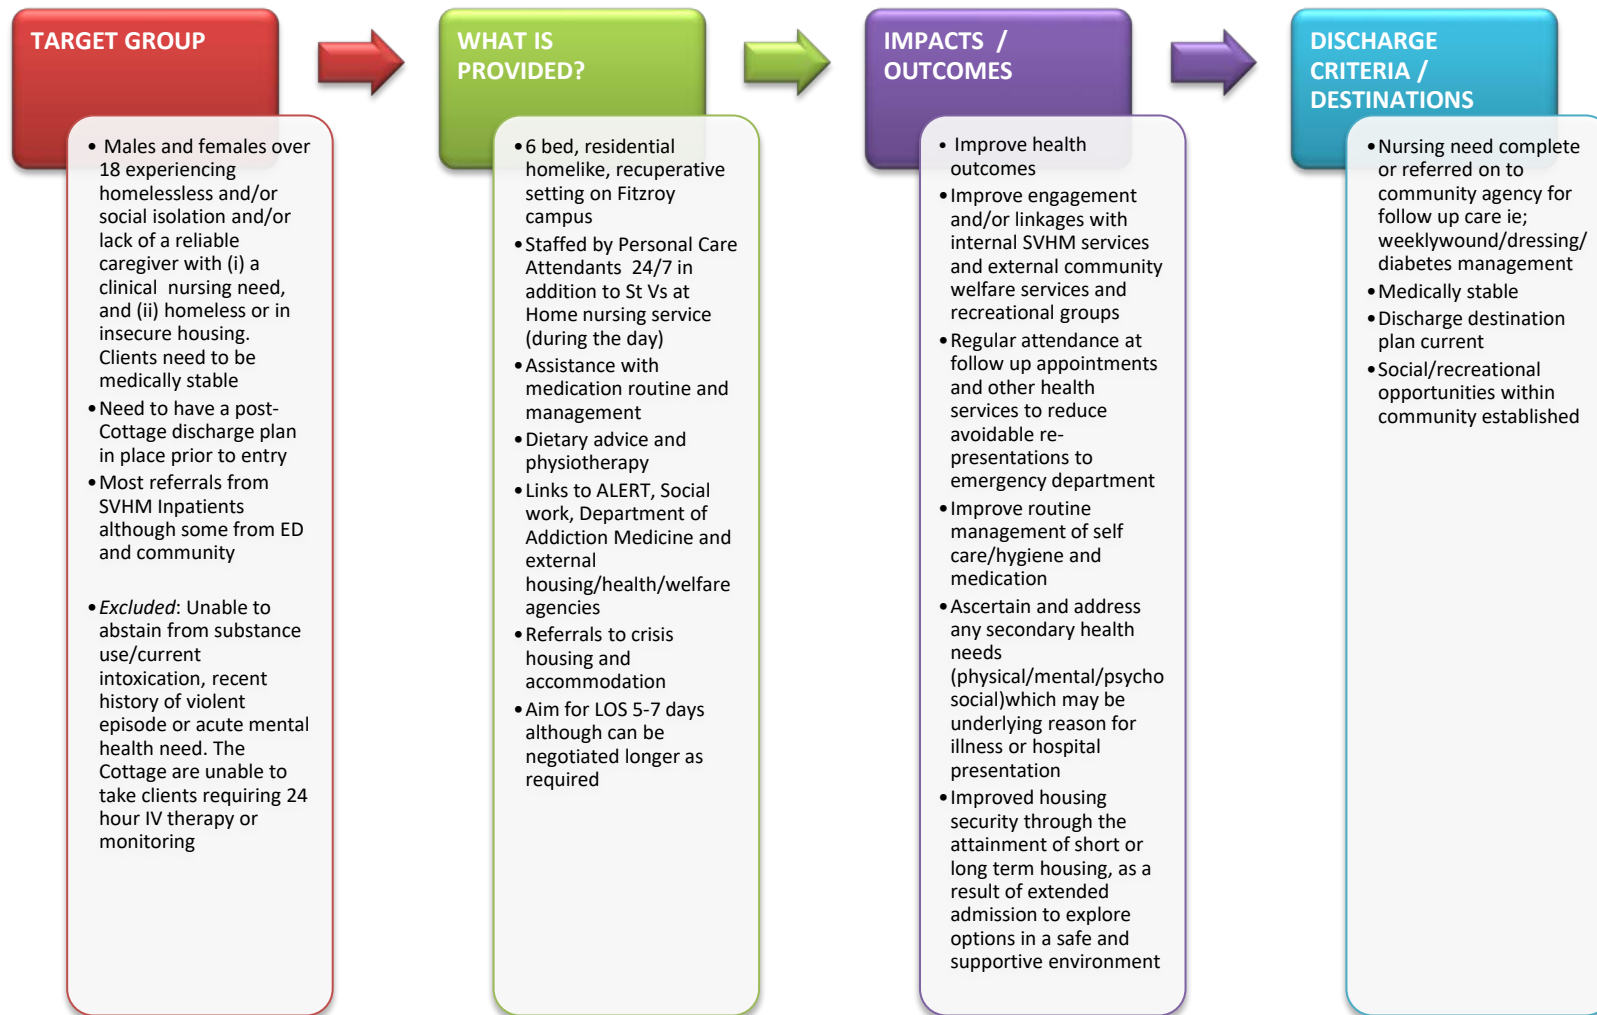 TARGET GROUP
• Males and females over
18 experiencing
homelessless and/or
social isolation and/or
lack of a reliable
caregiver with (i) a
clinical nursing need,
and (ii) homeless or in
insecure housing.
Clients need to be
medically stable
• Need to have a post-
Cottage discharge plan
in place prior to entry
• Most referrals from
SVHM Inpatients
although some from ED
and community
• Excluded: Unable to
abstain from substance
use/current
intoxication, recent
history of violent
episode or acute mental
health need. The
Cottage are unable to
take clients requiring 24
hour IV therapy or
monitoring
WHAT IS
PROVIDED?
• 6 bed, residential
homelike, recuperative
setting on Fitzroy
campus
• Staffed by Personal Care
Attendants 24/7 in
addition to St Vs at
Home nursing service
(during the day)
• Assistance with
medication routine and
management
• Dietary advice and
physiotherapy
• Links to ALERT, Social
work, Department of
Addiction Medicine and
external
housing/health/welfare
agencies
• Referrals to crisis
housing and
accommodation
• Aim for LOS 5-7 days
although can be
negotiated longer as
required
IMPACTS /
OUTCOMES
• Improve health
outcomes
• Improve engagement
and/or linkages with
internal SVHM services
and external community
welfare services and
recreational groups
• Regular attendance at
follow up appointments
and other health
services to reduce
avoidable re-
presentations to
emergency department
• Improve routine
management of self
care/hygiene and
medication
• Ascertain and address
any secondary health
needs
(physical/mental/psycho
social)which may be
underlying reason for
illness or hospital
presentation
• Improved housing
security through the
attainment of short or
long term housing, as a
result of extended
admission to explore
options in a safe and
supportive environment
DISCHARGE
CRITERIA /
DESTINATIONS
• Nursing need complete
or referred on to
community agency for
follow up care ie;
weeklywound/dressing/
diabetes management
• Medically stable
• Discharge destination
plan current
• Social/recreational
opportunities within
community established